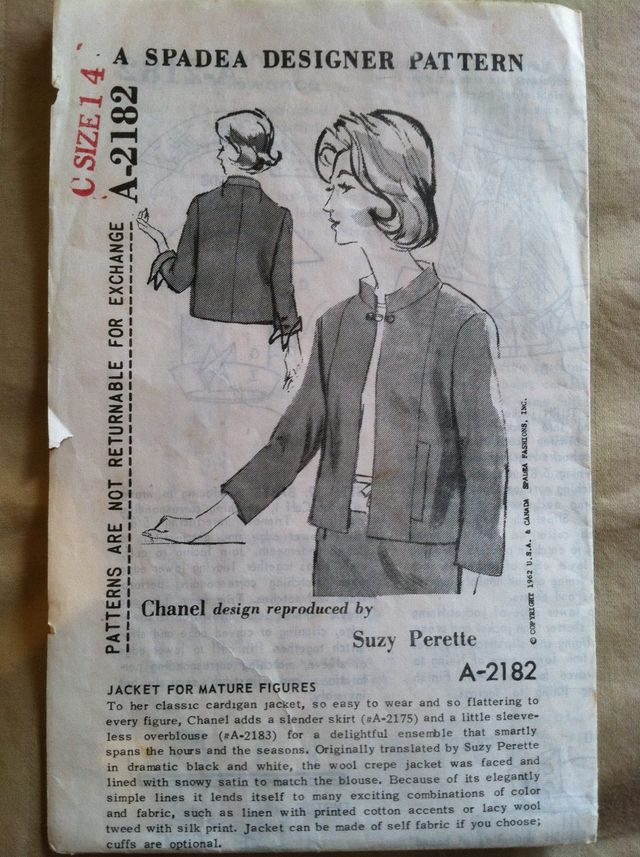 A SPADEA DESIGNER PATTERN
C SIZE 14
A-2182
PATTERNS ARE NOT RETURNABLE FOR EXCHANGE
© COPYRIGHT 1962 U.S.A. & CANADA SPADEA FASHIONS, INC.
Chanel design reproduced by
Suzy Perette
A-2182
JACKET FOR MATURE FIGURES
To her classic cardigan jacket, so easy to wear and so flattering to
every figure, Chanel adds a slender skirt (#A-2175) and a little sleeve-
less overblouse (#A-2183) for a delightful ensemble that smartly
spans the hours and the seasons. Originally translated by Suzy Perette
in dramatic black and white, the wool crepe jacket was faced and
lined with snowy satin to match the blouse. Because of its elegantly
simple lines it lends itself to many exciting combinations of color
and fabric, such as linen with printed cotton accents or lacy wool
tweed with silk print. Jacket can be made of self fabric if you choose;
cuffs are optional.